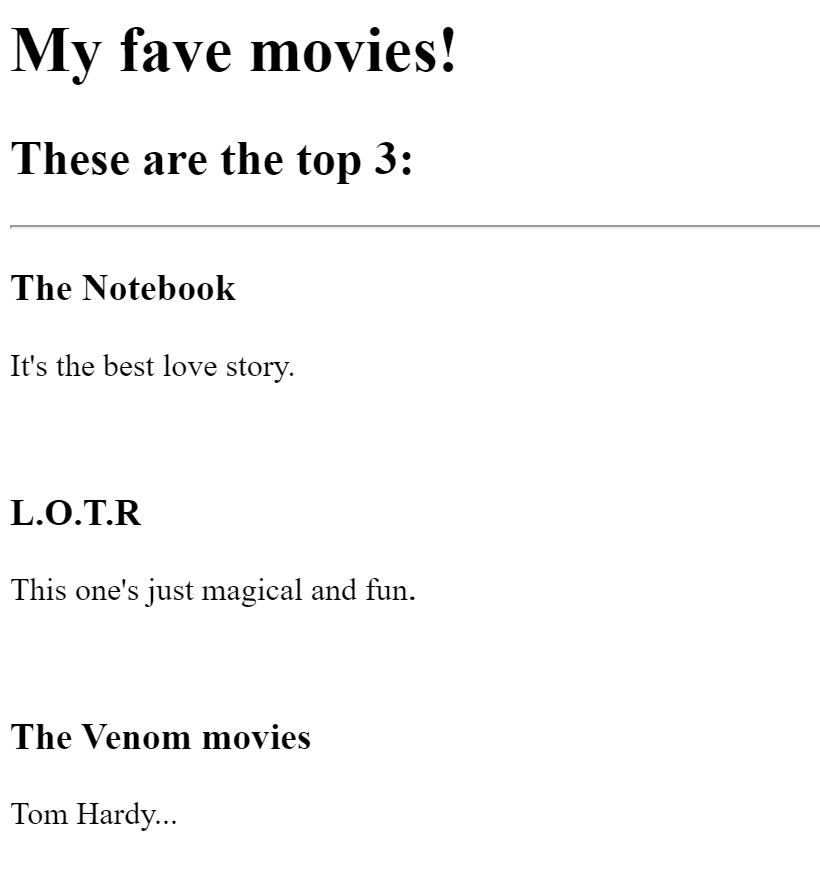 My fave movies!
These are the top 3:
The Notebook
It's the best love story.
L.O.T.R
This one's just magical and fun.
The Venom movies
Tom Hardy...